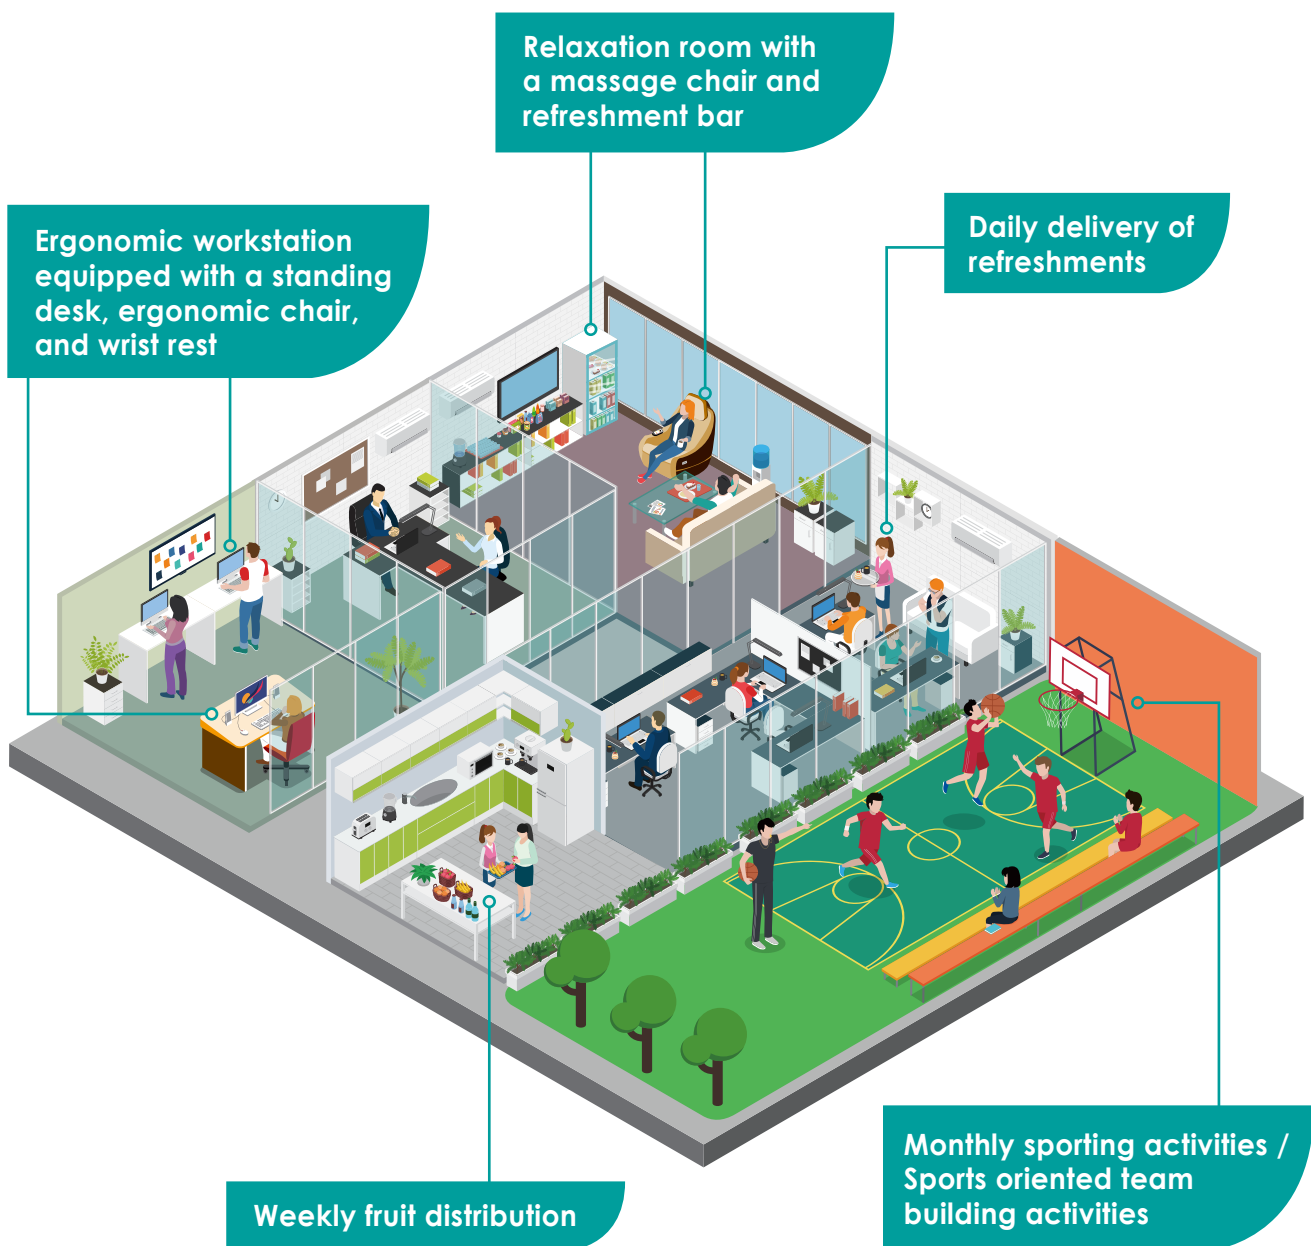 Relaxation room with
a massage chair and
refreshment bar
Ergonomic workstation
equipped with a standing
desk, ergonomic chair,
and wrist rest
Daily delivery of
refreshments
Weekly fruit distribution
Monthly sporting activities /
Sports oriented team
building activities